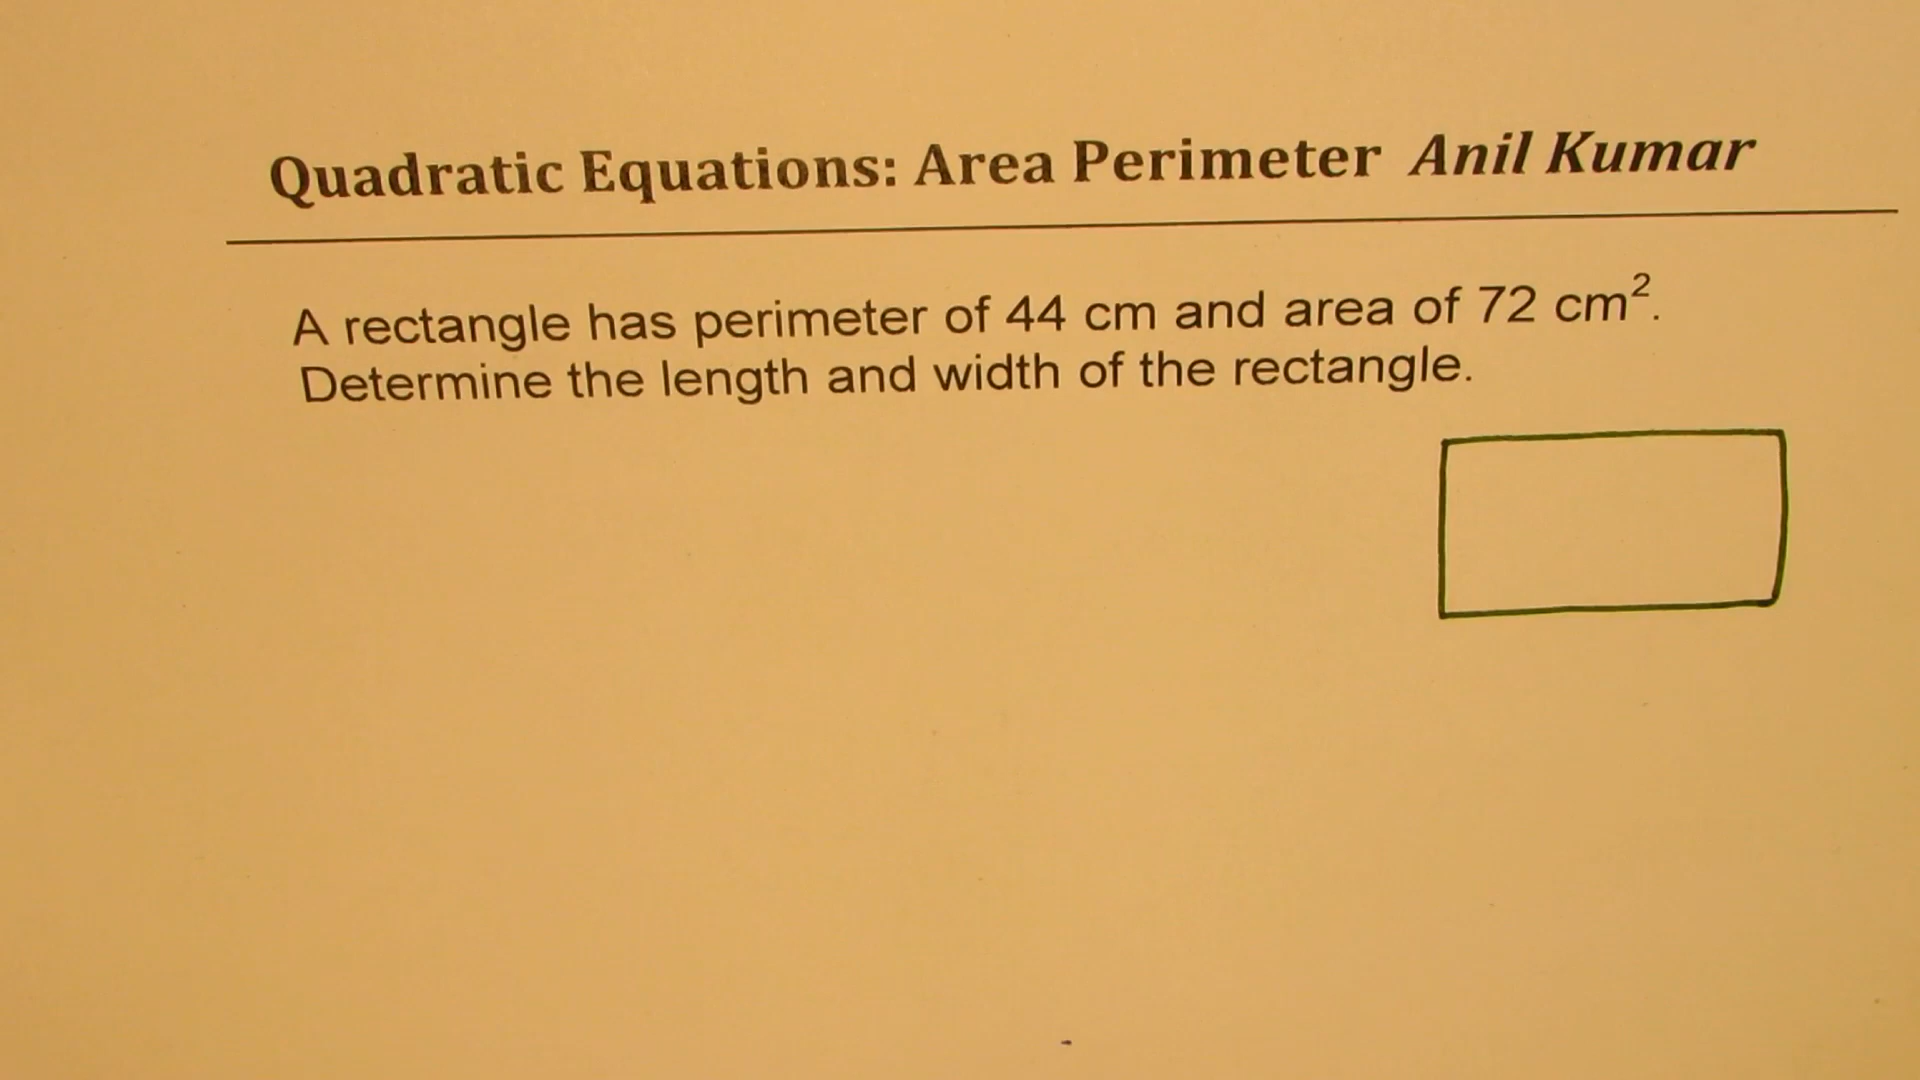 Quadratic Equations: Area Perimeter Anil Kumar
A rectangle has perimeter of 44 cm and area of 72 cm².
Determine the length and width of the rectangle.